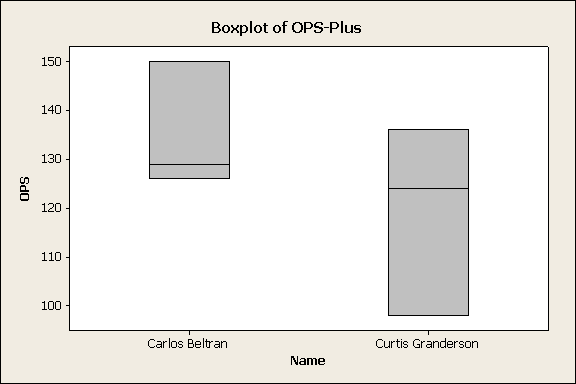 Boxplot of OPS-Plus
150
140
130
120
110
100
OPS
Carlos Beltran
Curtis Granderson
Name